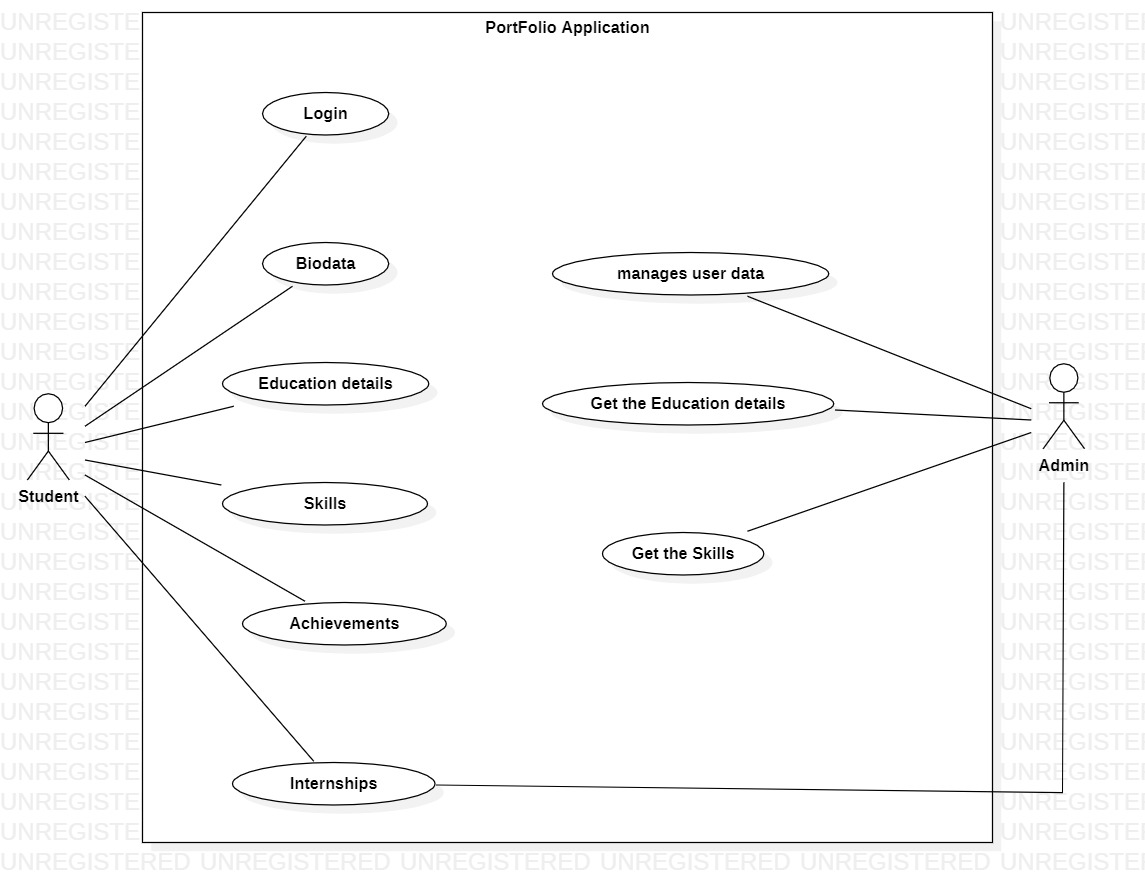 PortFolio Application
Login
Biodata
manages user data
Education details
Get the Education details
Student
Admin
Skills
Get the Skills
Achievements
Internships
UNREGISTERED UNREGISTERED UNREGISTERED UNREGISTERED UNREGISTERED